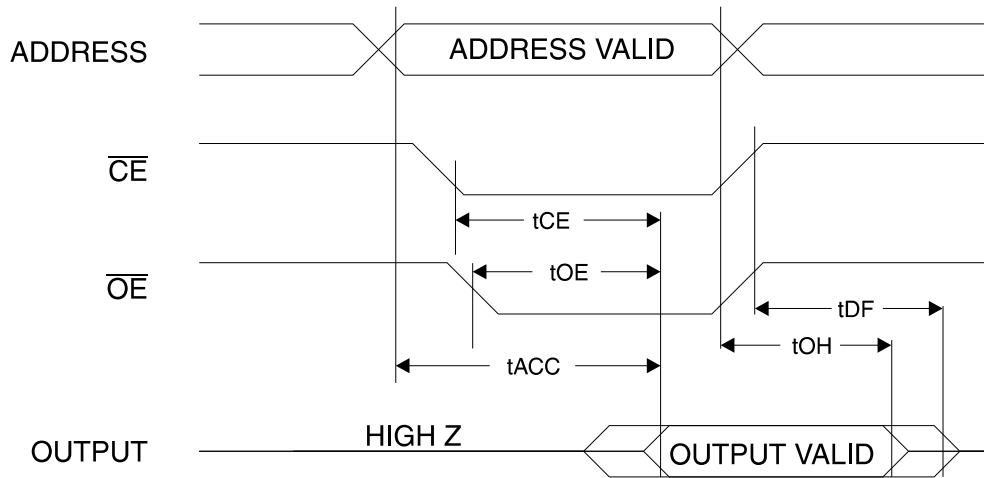 ADDRESS
ADDRESS VALID
CE
tCE
OE
tOE
tDF
tOH
tACC
OUTPUT
HIGH Z
OUTPUT VALID